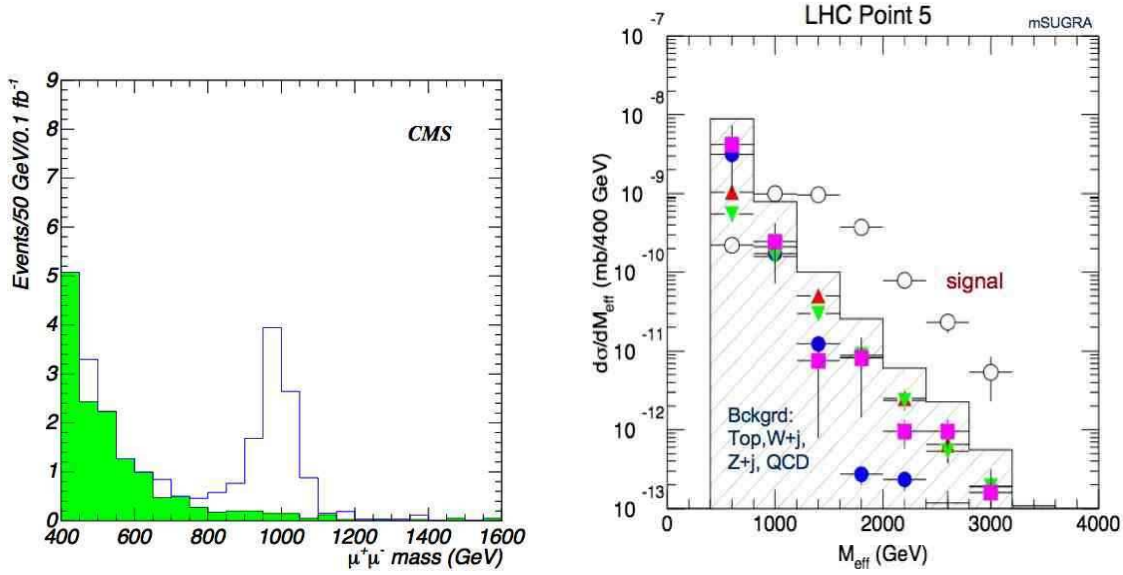 Events/50 GeV/0.1 fb⁻¹
9
8
7
6
5
4
3
2
1
0
CMS
400 600 800 1000 1200 1400 1600
μ⁺μ⁻ mass (GeV)
LHC Point 5
mSUGRA
dσ/dM_eff (mb/400 GeV)
10⁻⁷
10⁻⁸
10⁻⁹
10⁻¹⁰
10⁻¹¹
10⁻¹²
10⁻¹³
signal
Bckgrd:
Top,W+j,
Z+j, QCD
0 1000 2000 3000 4000
M_eff (GeV)